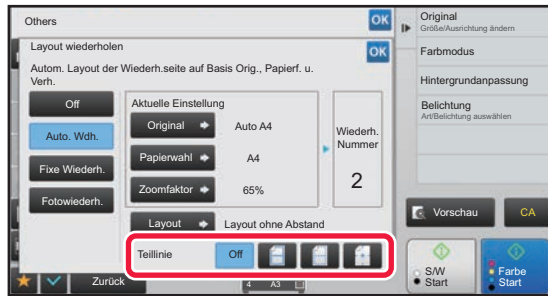 Others
OK
Layout wiederholen
OK
Autom. Layout der Wiederh.seite auf Basis Orig., Papierf. u.
Verh.
Off
Auto. Wdh.
Fixe Wiederh.
Fotowiederh.
Aktuelle Einstellung
Original
Auto A4
Papierwahl
A4
Zoomfaktor
65%
Wiederh.
Nummer
2
Layout
Layout ohne Abstand
Teillinie
Off
Zurück
4
A3
Original
Größe/Ausrichtung ändern
Farbmodus
Hintergrundanpassung
Belichtung
Art/Belichtung auswählen
Vorschau
CA
S/W
Start
Farbe
Start